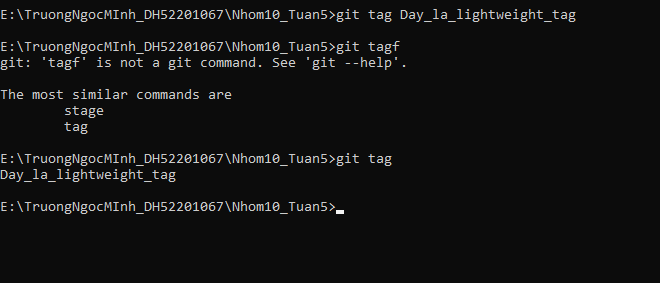 E:\TruongNgocMInh_DH52201067\Nhom10_Tuan5>git tag Day_la_lightweight_tag
E:\TruongNgocMInh_DH52201067\Nhom10_Tuan5>git tagf
git: 'tagf' is not a git command. See 'git --help'.
The most similar commands are
stage
tag
E:\TruongNgocMInh_DH52201067\Nhom10_Tuan5>git tag
Day_la_lightweight_tag
E:\TruongNgocMInh_DH52201067\Nhom10_Tuan5>